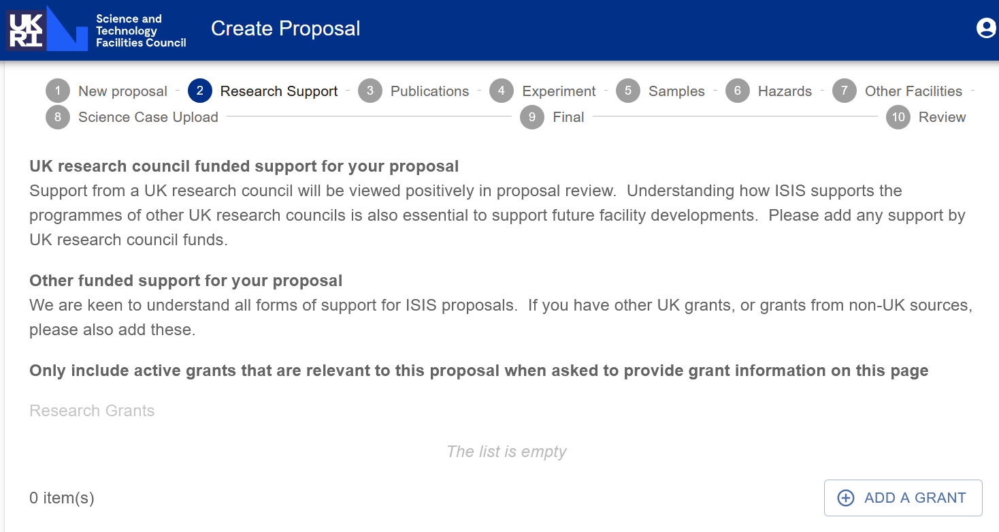 UK
RI
Science and
Technology
Facilities Council
Create Proposal
1 New proposal 2 Research Support 3 Publications 4 Experiment 5 Samples 6 Hazards 7 Other Facilities
8 Science Case Upload 9 Final 10 Review
UK research council funded support for your proposal
Support from a UK research council will be viewed positively in proposal review.  Understanding how ISIS supports the
programmes of other UK research councils is also essential to support future facility developments.  Please add any support by
UK research council funds.
Other funded support for your proposal
We are keen to understand all forms of support for ISIS proposals.  If you have other UK grants, or grants from non-UK sources,
please also add these.
Only include active grants that are relevant to this proposal when asked to provide grant information on this page
Research Grants
The list is empty
0 item(s)
ADD A GRANT